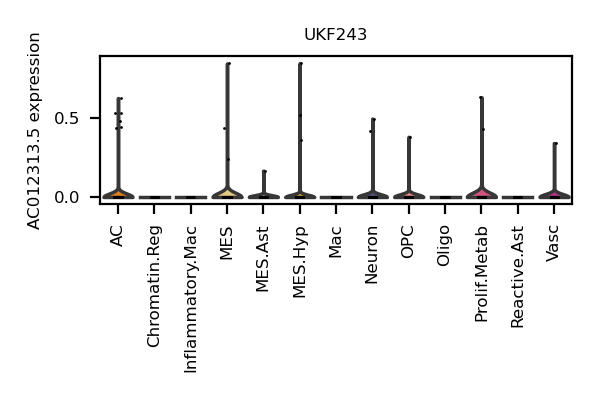 UKF243
AC012313.5 expression
0.5
0.0
AC
Chromatin.Reg
Inflammatory.Mac
MES
MES.Ast
MES.Hyp
Mac
Neuron
OPC
Oligo
Prolif.Metab
Reactive.Ast
Vasc